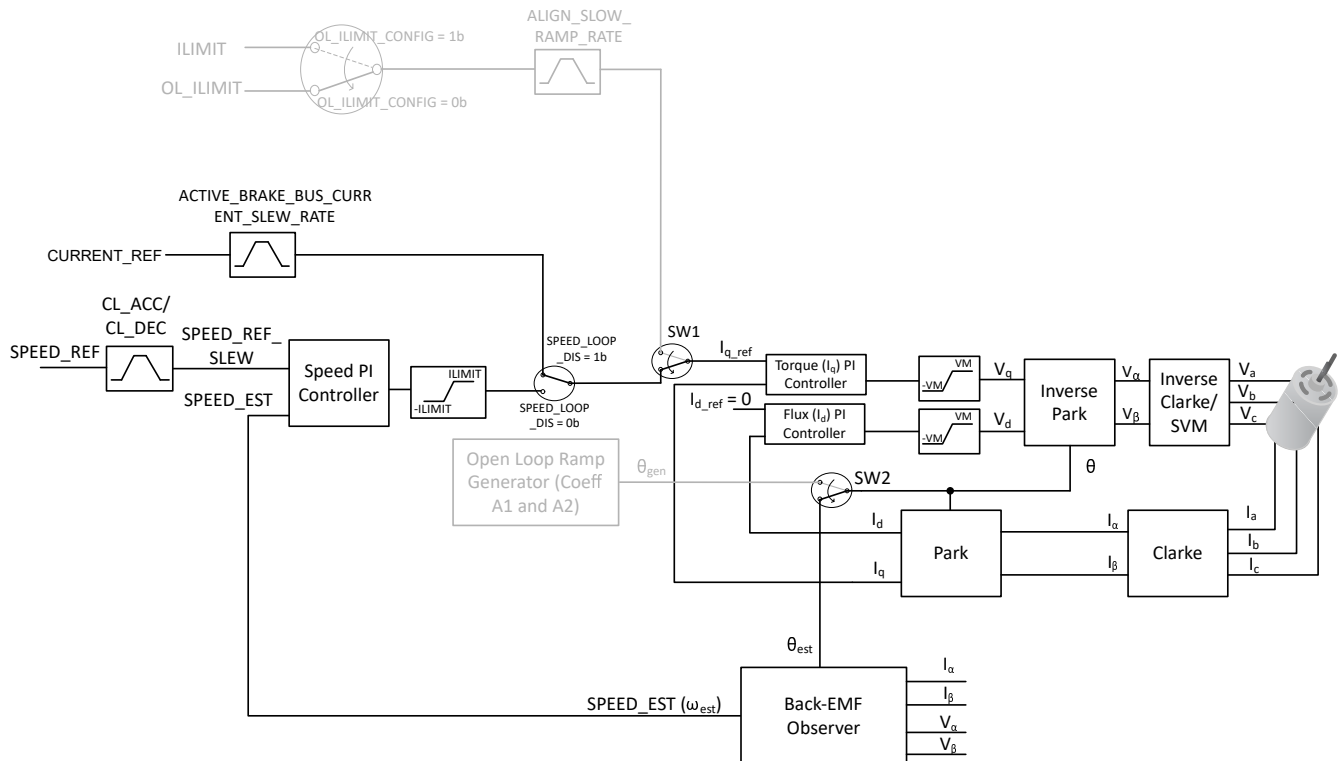 ALIGN_SLOW_
RAMP_RATE
ILIMIT
OL_ILIMIT_CONFIG = 1b
OL_ILIMIT
OL_ILIMIT_CONFIG = 0b
ACTIVE_BRAKE_BUS_CURR
ENT_SLEW_RATE
CURRENT_REF
CL_ACC/
CL_DEC
SPEED_REF
SPEED_REF_
SLEW
SPEED_EST
Speed PI
Controller
ILIMIT
-ILIMIT
SPEED_LOOP
_DIS = 1b
SPEED_LOOP
_DIS = 0b
SW1
Iq_ref
Torque (Iq) PI
Controller
Id_ref = 0
Flux (Id) PI
Controller
VM
-VM
Vq
VM
-VM
Vd
Inverse
Park
Vα
Vβ
Inverse
Clarke/
SVM
Va
Vb
Vc
Open Loop Ramp
Generator (Coeff
A1 and A2)
θgen
SW2
θ
Id
Iq
Park
Iα
Iβ
Clarke
Ia
Ib
Ic
θest
SPEED_EST (ωest)
Back-EMF
Observer
Iα
Iβ
Vα
Vβ